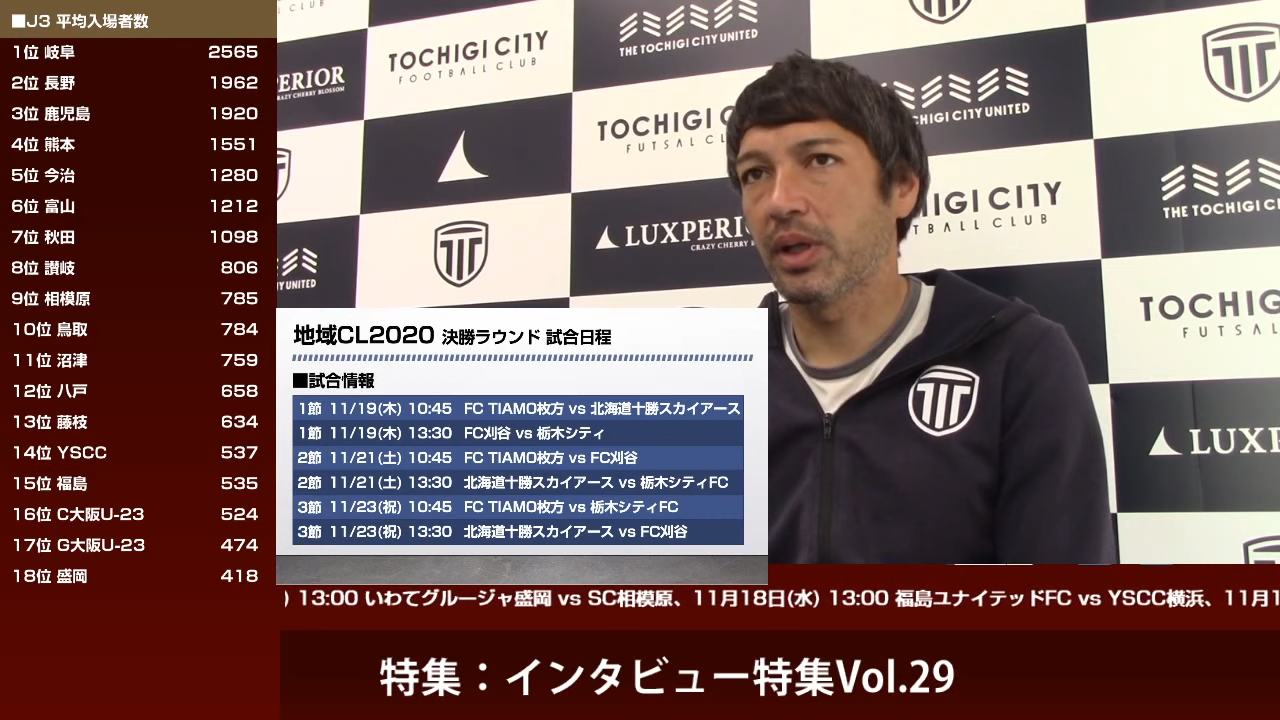 ■J3 平均入場者数
1位 岐阜 2565
2位 長野 1962
3位 鹿児島 1920
4位 熊本 1551
5位 今治 1280
6位 富山 1212
7位 秋田 1098
8位 讃岐 806
9位 相模原 785
10位 鳥取 784
11位 沼津 759
12位 八戸 658
13位 藤枝 634
14位 YSCC 537
15位 福島 535
16位 C大阪U-23 524
17位 G大阪U-23 474
18位 盛岡 418
TOCHIGI CITY
FOOTBALL CLUB
THE TOCHIGI CITY UNITED
PERIOR
CRAZY CHERRY BLOSSOM
TOCHIGI C
FUTSAL CL
CHIGI CITY UNITED
HIGI CITY
TBALL CLUB
THE TOCHIGI C
Y UNITED
LUXPERIO
CRAZY CHERRY B
TOCHIGI
FUTSAL
LUX
地域CL2020 決勝ラウンド 試合日程
■試合情報
1節 11/19(木) 10:45 FC TIAMO枚方 vs 北海道十勝スカイアース
1節 11/19(木) 13:30 FC刈谷 vs 栃木シティ
2節 11/21(土) 10:45 FC TIAMO枚方 vs FC刈谷
2節 11/21(土) 13:30 北海道十勝スカイアース vs 栃木シティFC
3節 11/23(祝) 10:45 FC TIAMO枚方 vs 栃木シティFC
3節 11/23(祝) 13:30 北海道十勝スカイアース vs FC刈谷
) 13:00 いわてグルージャ盛岡 vs SC相模原、11月18日(水) 13:00 福島ユナイテッドFC vs YSCC横浜、11月1
特集：インタビュー特集Vol.29